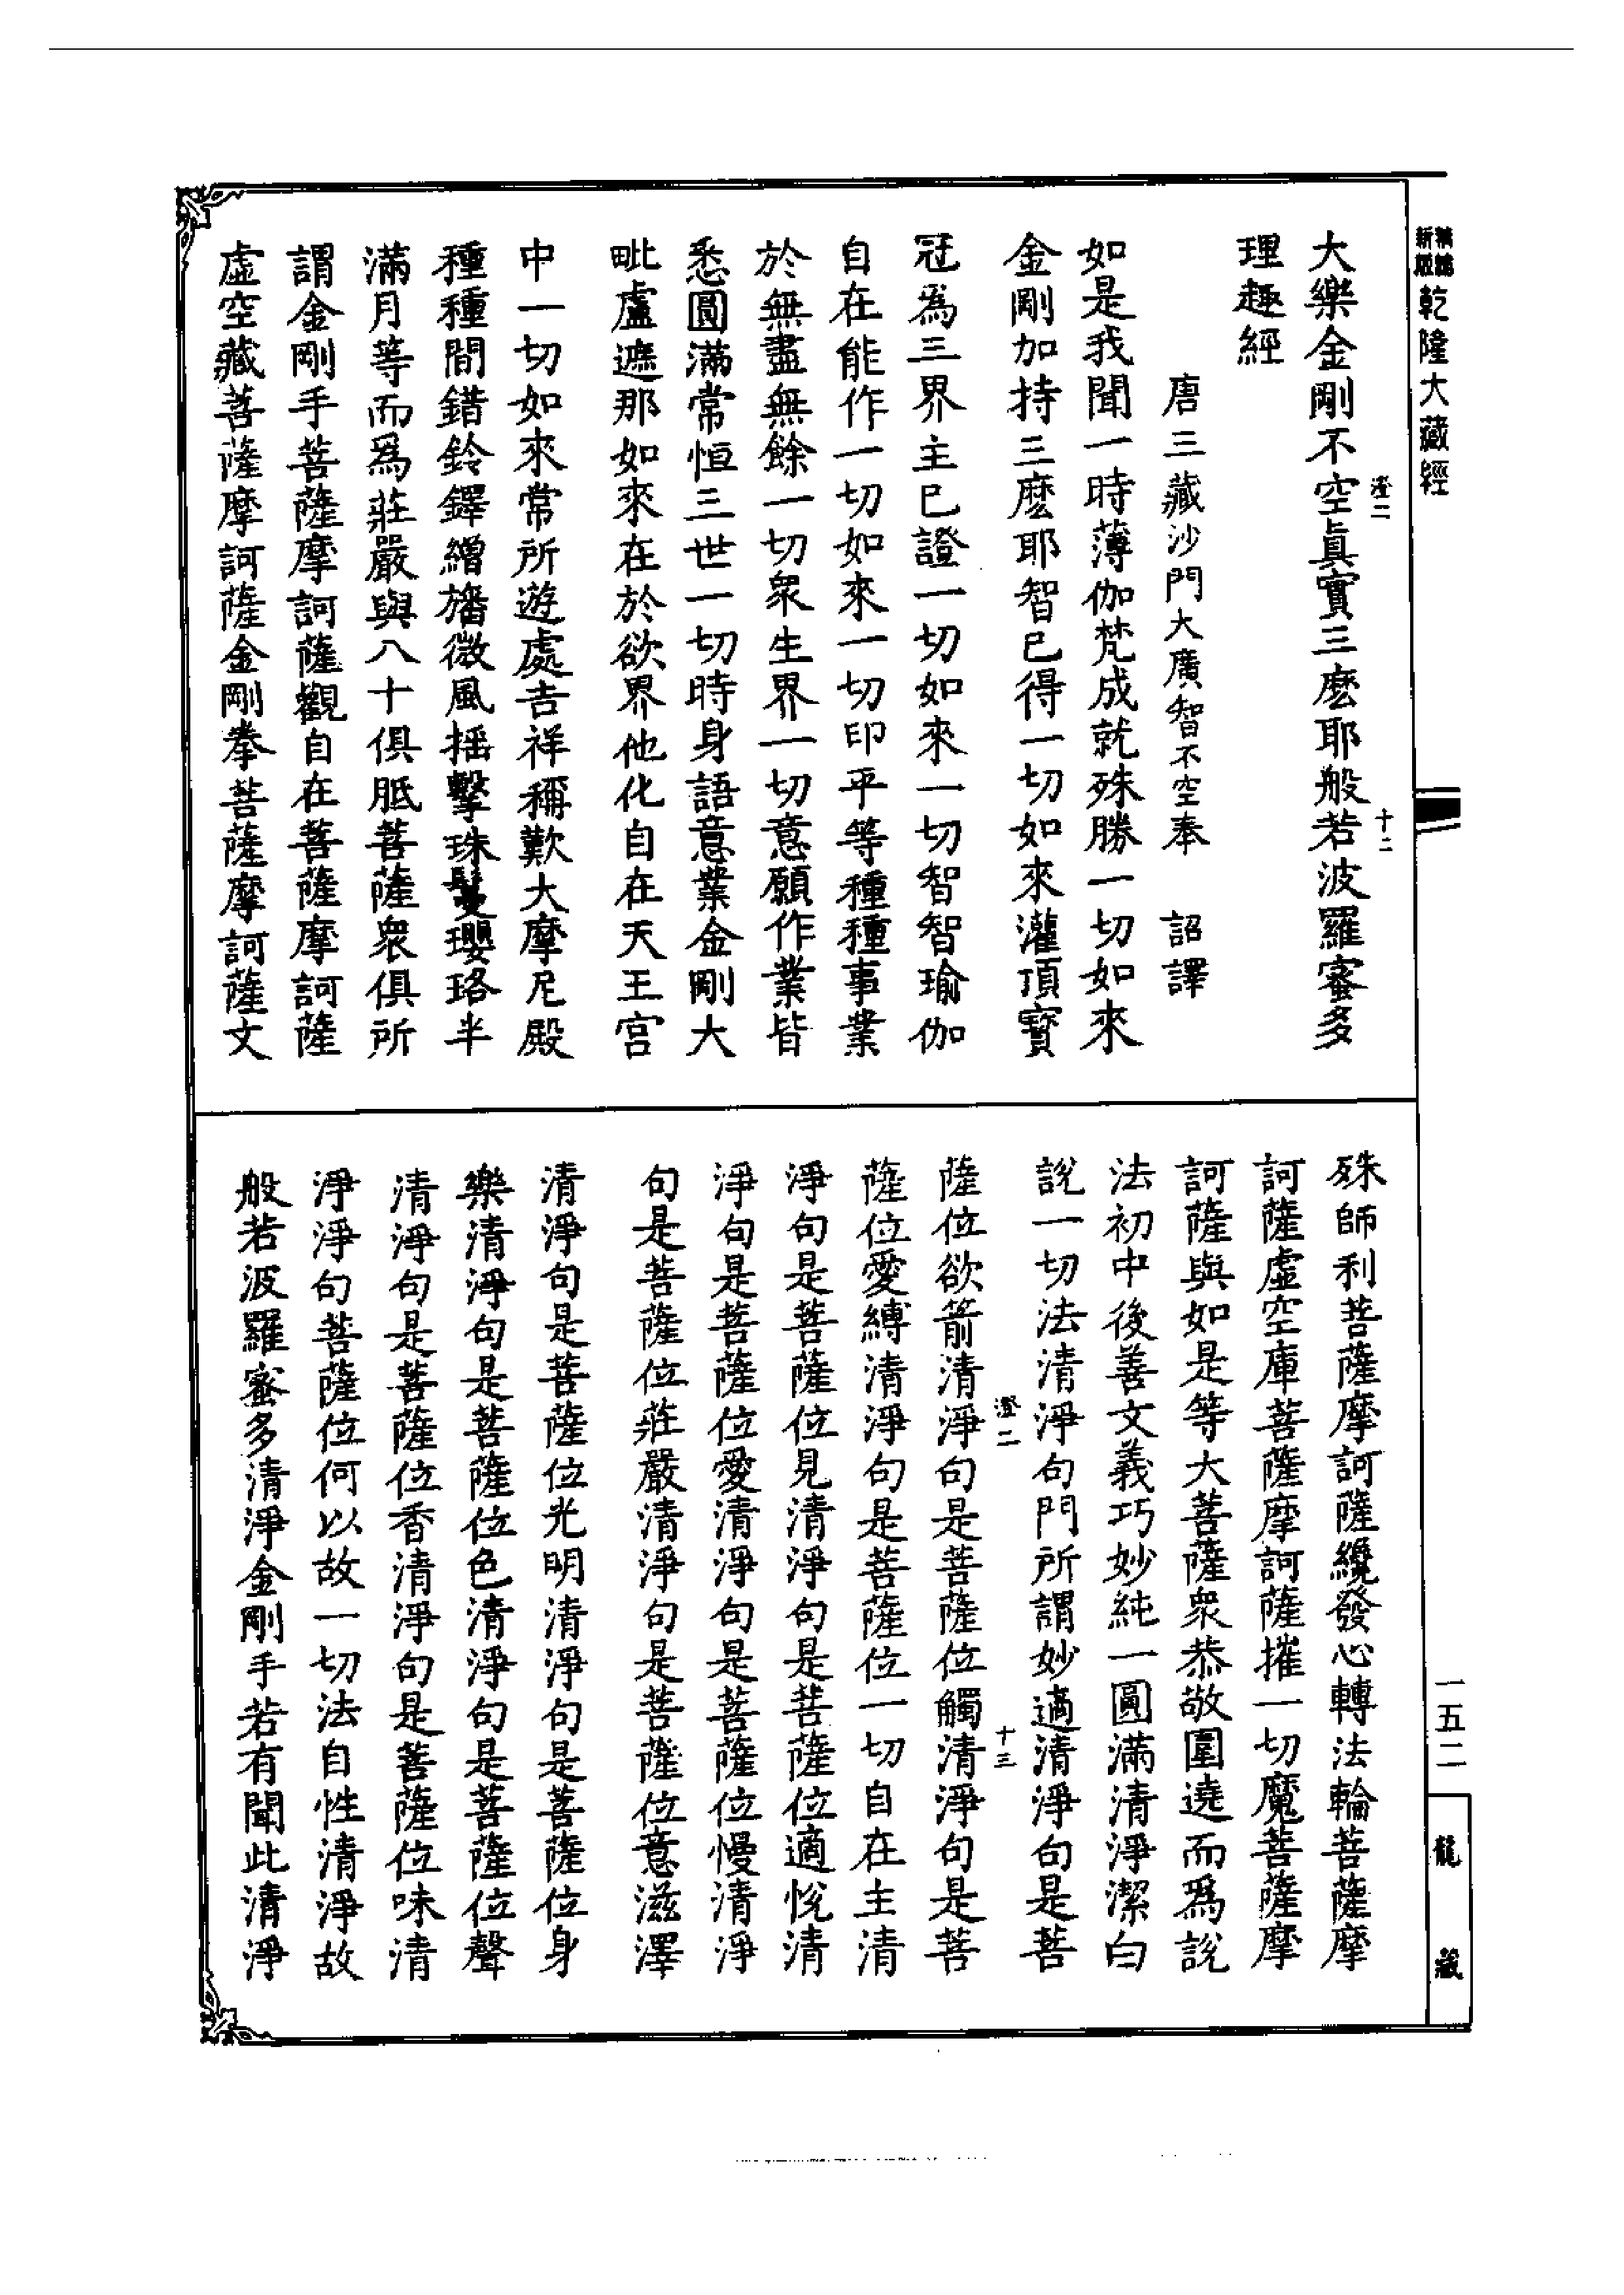 新版
精縮
乾隆大藏經
澄二
十二
大樂金剛不空真實三麼耶般若波羅蜜多
理趣經
唐三藏沙門大廣智不空奉 詔譯
如是我聞一時薄伽梵成就殊勝一切如來
金剛加持三麼耶智已得一切如來灌頂寶
冠為三界主已證一切如來一切智智瑜伽
自在能作一切如來一切印平等種種事業
於無盡無餘一切眾生界一切意願作業皆
悉圓滿常恒三世一切時身語意業金剛大
毗盧遮那如來在於欲界他化自在天王宮
中一切如來常所遊處吉祥稱歎大摩尼殿
種種間錯鈴鐸繒旛微風搖擊珠鬘瓔珞半
滿月等而為莊嚴與八十俱胝菩薩眾俱所
謂金剛手菩薩摩訶薩觀自在菩薩摩訶薩
虛空藏菩薩摩訶薩金剛拳菩薩摩訶薩文
殊師利菩薩摩訶薩纔發心轉法輪菩薩摩
訶薩虛空庫菩薩摩訶薩摧一切魔菩薩摩
訶薩與如是等大菩薩眾恭敬圍遶而為說
法初中後善文義巧妙純一圓滿清淨潔白
說一切法清淨句門所謂妙適清淨句是菩
澄二
十三
薩位欲箭清淨句是菩薩位觸清淨句是菩
薩位愛縛清淨句是菩薩位一切自在主清
淨句是菩薩位見清淨句是菩薩位適悅清
淨句是菩薩位愛清淨句是菩薩位慢清淨
句是菩薩位莊嚴清淨句是菩薩位意滋澤
清淨句是菩薩位光明清淨句是菩薩位身
樂清淨句是菩薩位色清淨句是菩薩位聲
清淨句是菩薩位香清淨句是菩薩位味清
淨淨句菩薩位何以故一切法自性清淨故
般若波羅蜜多清淨金剛手若有聞此清淨
一五二
龍藏